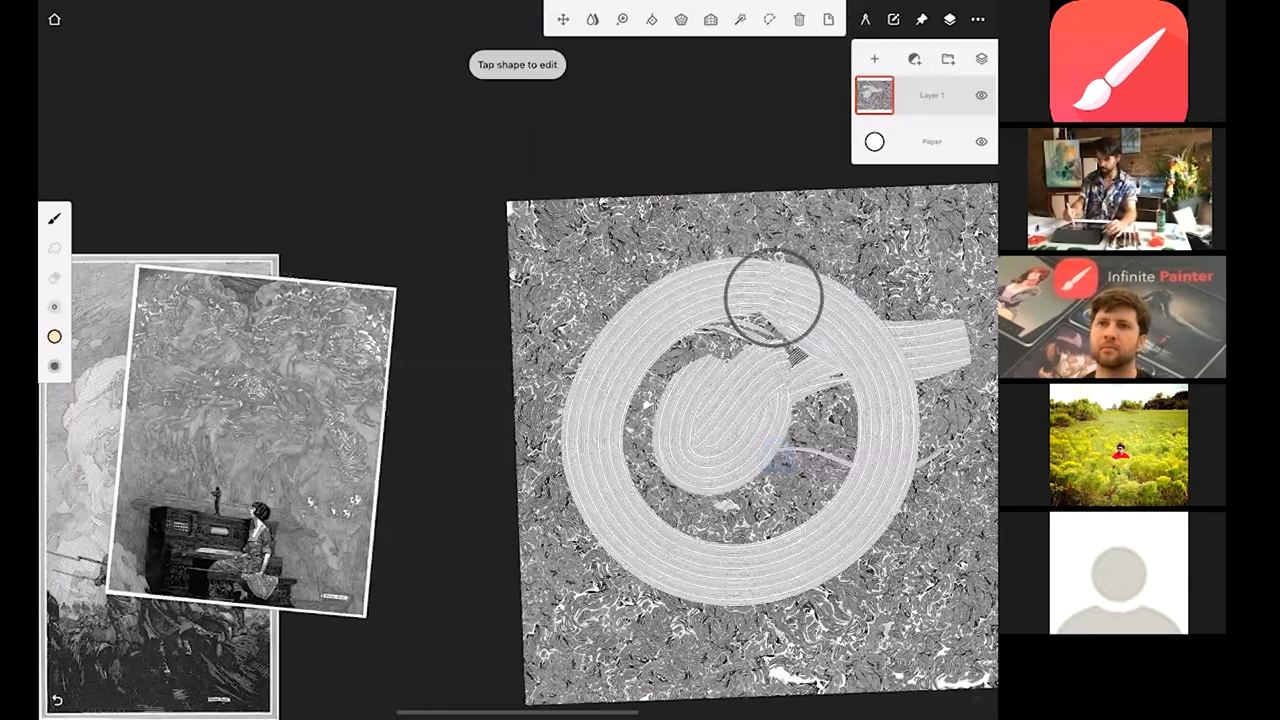 Tap shape to edit
Layer 1
Paper
Infinite Painter